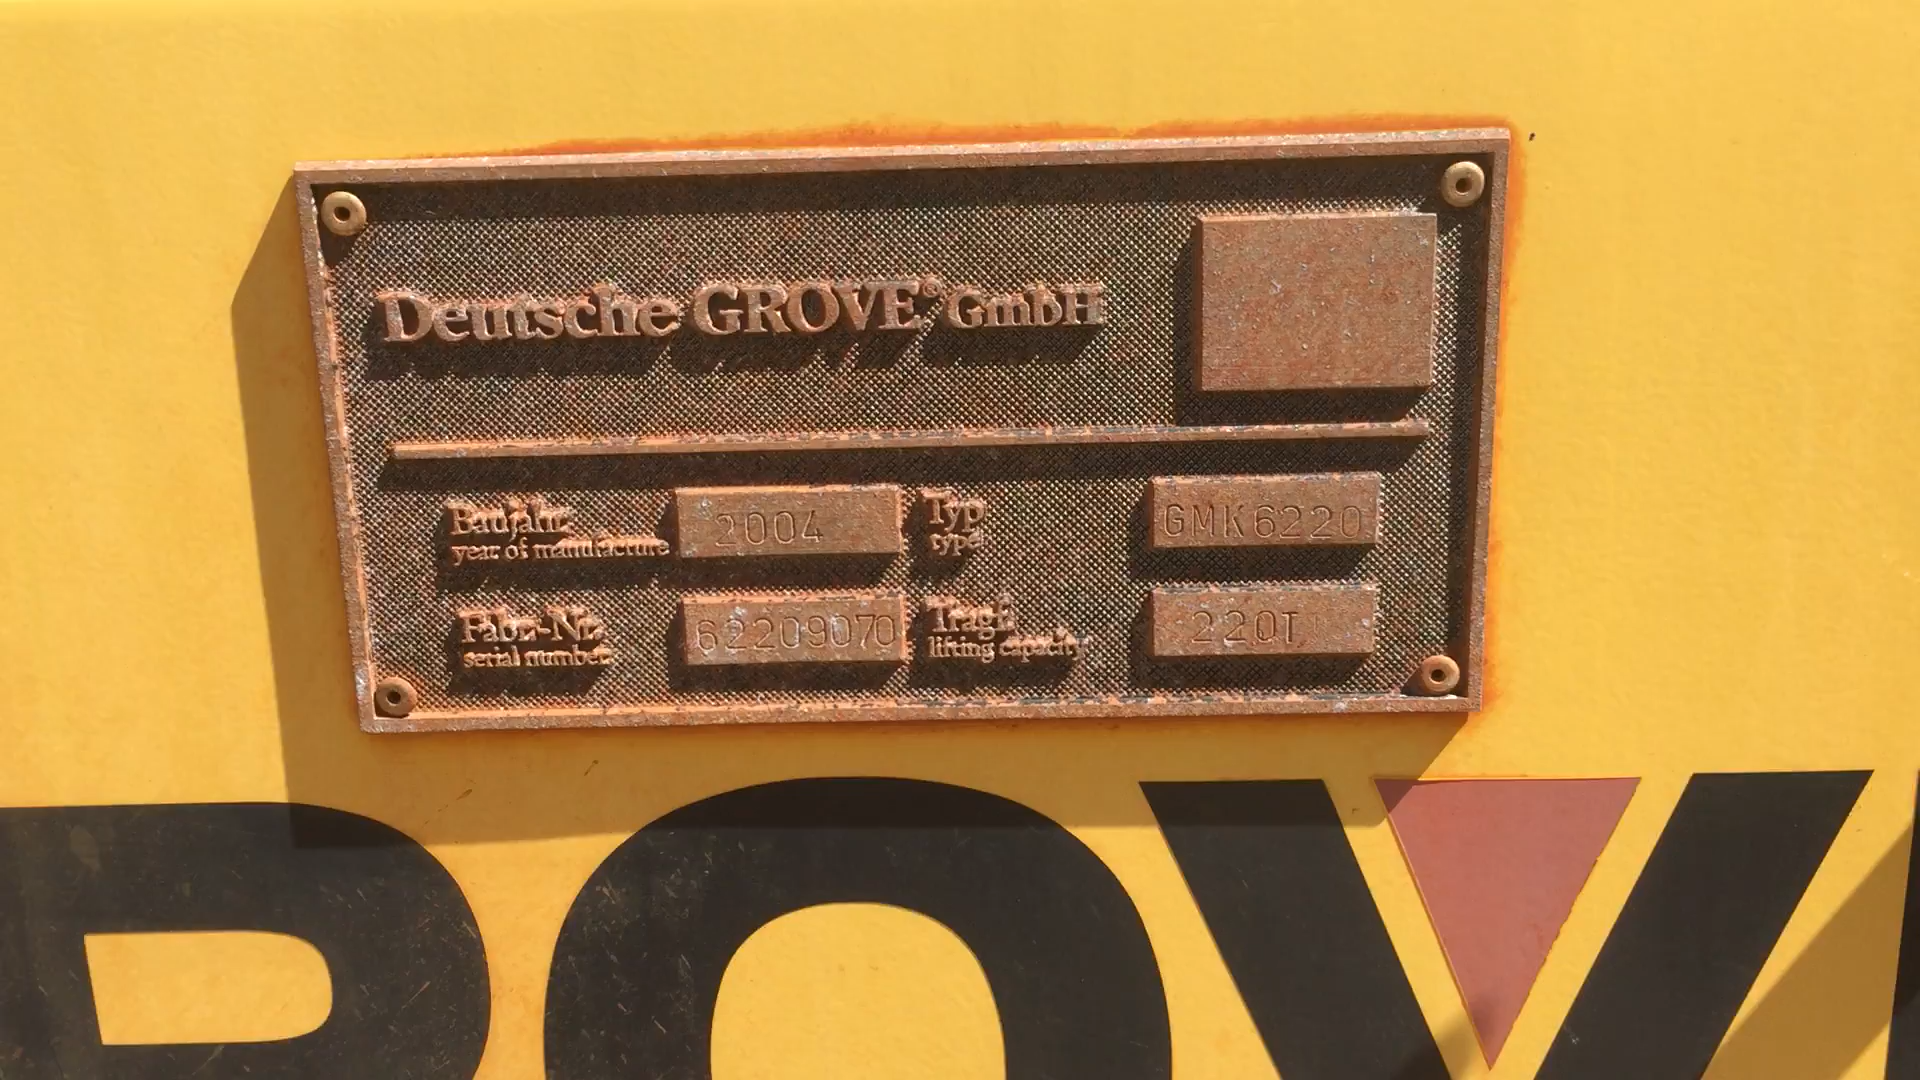 Deutsche GROVE® GmbH
Baujahr 2004 Typ GMK6220
year of manufacture type
Fabr.-Nr. 62209070 Tragf. 220T
serial number lifting capacity
ROV